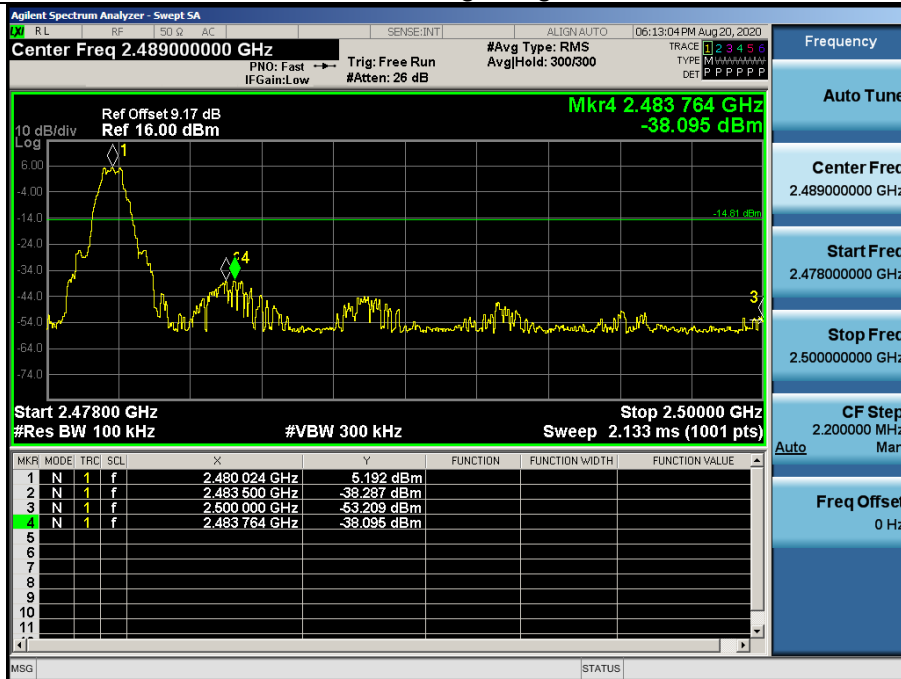 Agilent Spectrum Analyzer - Swept SA
LXI RL RF 50 Ω AC SENSE:INT ALIGN AUTO 06:13:04 PM Aug 20, 2020
Center Freq 2.489000000 GHz #Avg Type: RMS TRACE 1 2 3 4 5 6
PNO: Fast Trig: Free Run Avg|Hold: 300/300 TYPE M
IFGain:Low #Atten: 26 dB DET P P P P P P
Frequency
Mkr4 2.483 764 GHz
-38.095 dBm
Ref Offset 9.17 dB
10 dB/div Ref 16.00 dBm
Log
1
6.00
-4.00
-14.0
-14.81 dBm
-24.0
4
-34.0
-44.0
3
-54.0
-64.0
-74.0
Start 2.47800 GHz Stop 2.50000 GHz
#Res BW 100 kHz #VBW 300 kHz Sweep 2.133 ms (1001 pts)
MKR MODE TRC SCL X Y FUNCTION FUNCTION WIDTH FUNCTION VALUE
1 N 1 f 2.480 024 GHz 5.192 dBm
2 N 1 f 2.483 500 GHz -38.287 dBm
3 N 1 f 2.500 000 GHz -53.209 dBm
4 N 1 f 2.483 764 GHz -38.095 dBm
5
6
7
8
9
10
11
MSG STATUS
Auto Tune
Center Freq
2.489000000 GHz
Start Freq
2.478000000 GHz
Stop Freq
2.500000000 GHz
CF Step
2.200000 MHz
Auto Man
Freq Offset
0 Hz